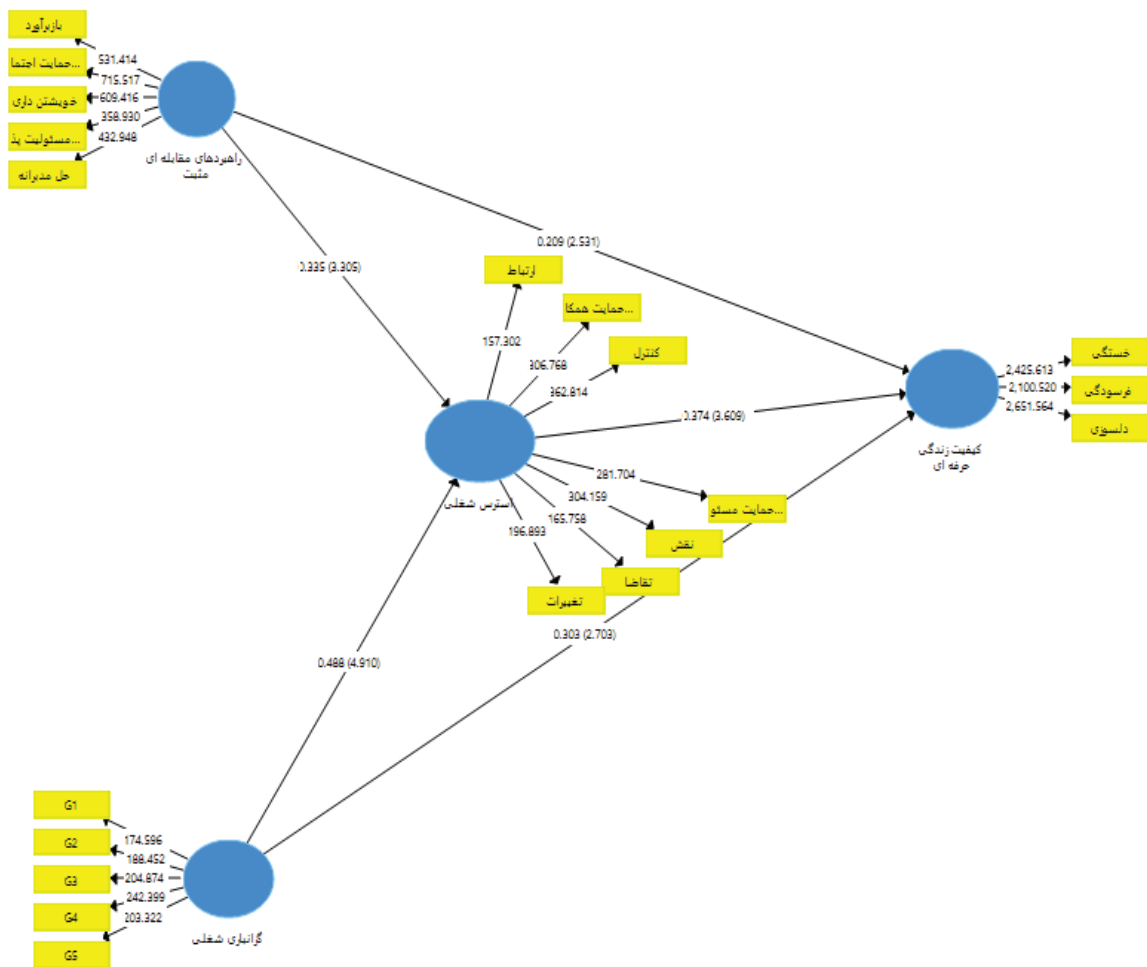 بازبرآورد
531.414
حمایت اجتما...
715.517
خویشتن داری
609.416
مسئولیت پذ...
358.930
432.948
حل مدبرانه
راهبردهای مقابله ای
مثبت
0.209 (2.531)
0.335 (3.305)
ارتباط
حمایت همکا...
کنترل
157.302
306.768
362.814
خستگی
2,425.613
فرسودگی
2,100.520
دلسوزی
2,651.564
کیفیت زندگی
حرفه ای
0.374 (3.609)
استرس شغلی
281.704
304.159
165.758
196.893
حمایت مسئو...
نقش
تقاضا
تغییرات
0.303 (2.703)
0.488 (4.910)
G1
174.596
G2
188.452
G3
204.874
G4
242.399
203.322
G5
گرانباری شغلی